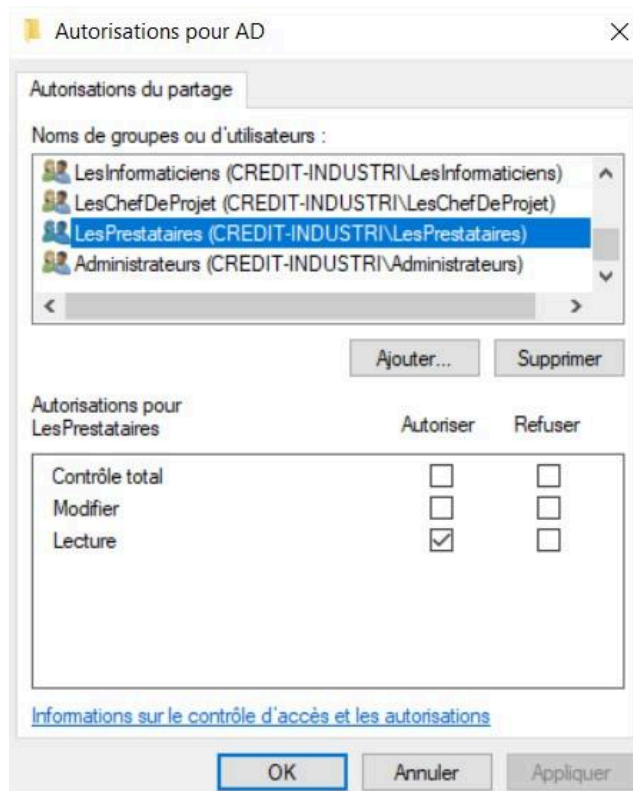 Autorisations pour AD
Autorisations du partage
Noms de groupes ou d'utilisateurs :
LesInformaticiens (CREDIT-INDUSTRI\LesInformaticiens)
LesChefDeProjet (CREDIT-INDUSTRI\LesChefDeProjet)
LesPrestataires (CREDIT-INDUSTRI\LesPrestataires)
Administrateurs (CREDIT-INDUSTRI\Administrateurs)
Ajouter... Supprimer
Autorisations pour
LesPrestataires Autoriser Refuser
Contrôle total
Modifier
Lecture
Informations sur le contrôle d'accès et les autorisations
OK Annuler Appliquer